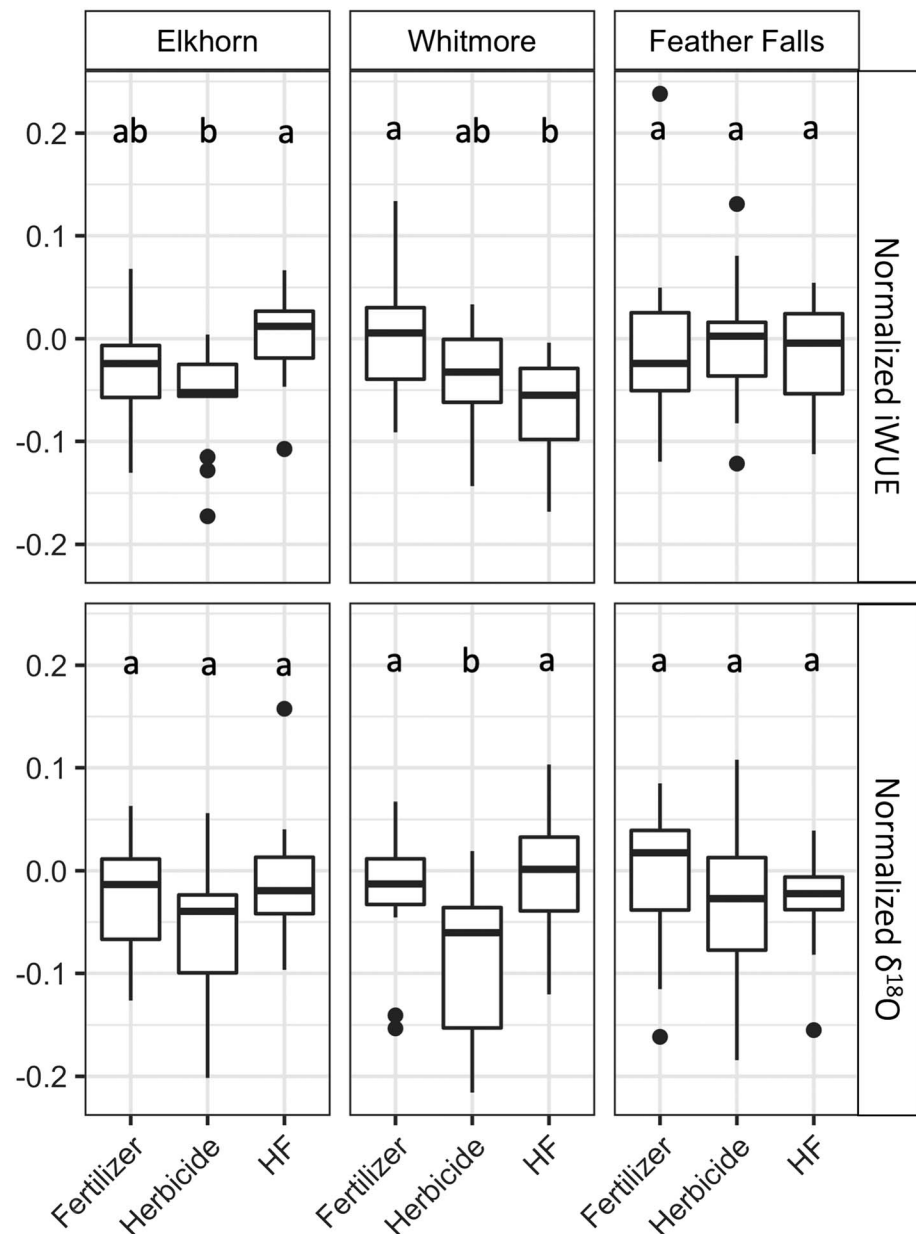 Elkhorn Whitmore Feather Falls
0.2 ab b a a ab b a a a
0.1
0.0
-0.1
-0.2
Normalized iWUE
0.2 a a a a b a a a a
0.1
0.0
-0.1
-0.2
Normalized δ¹⁸O
Fertilizer Herbicide HF Fertilizer Herbicide HF Fertilizer Herbicide HF